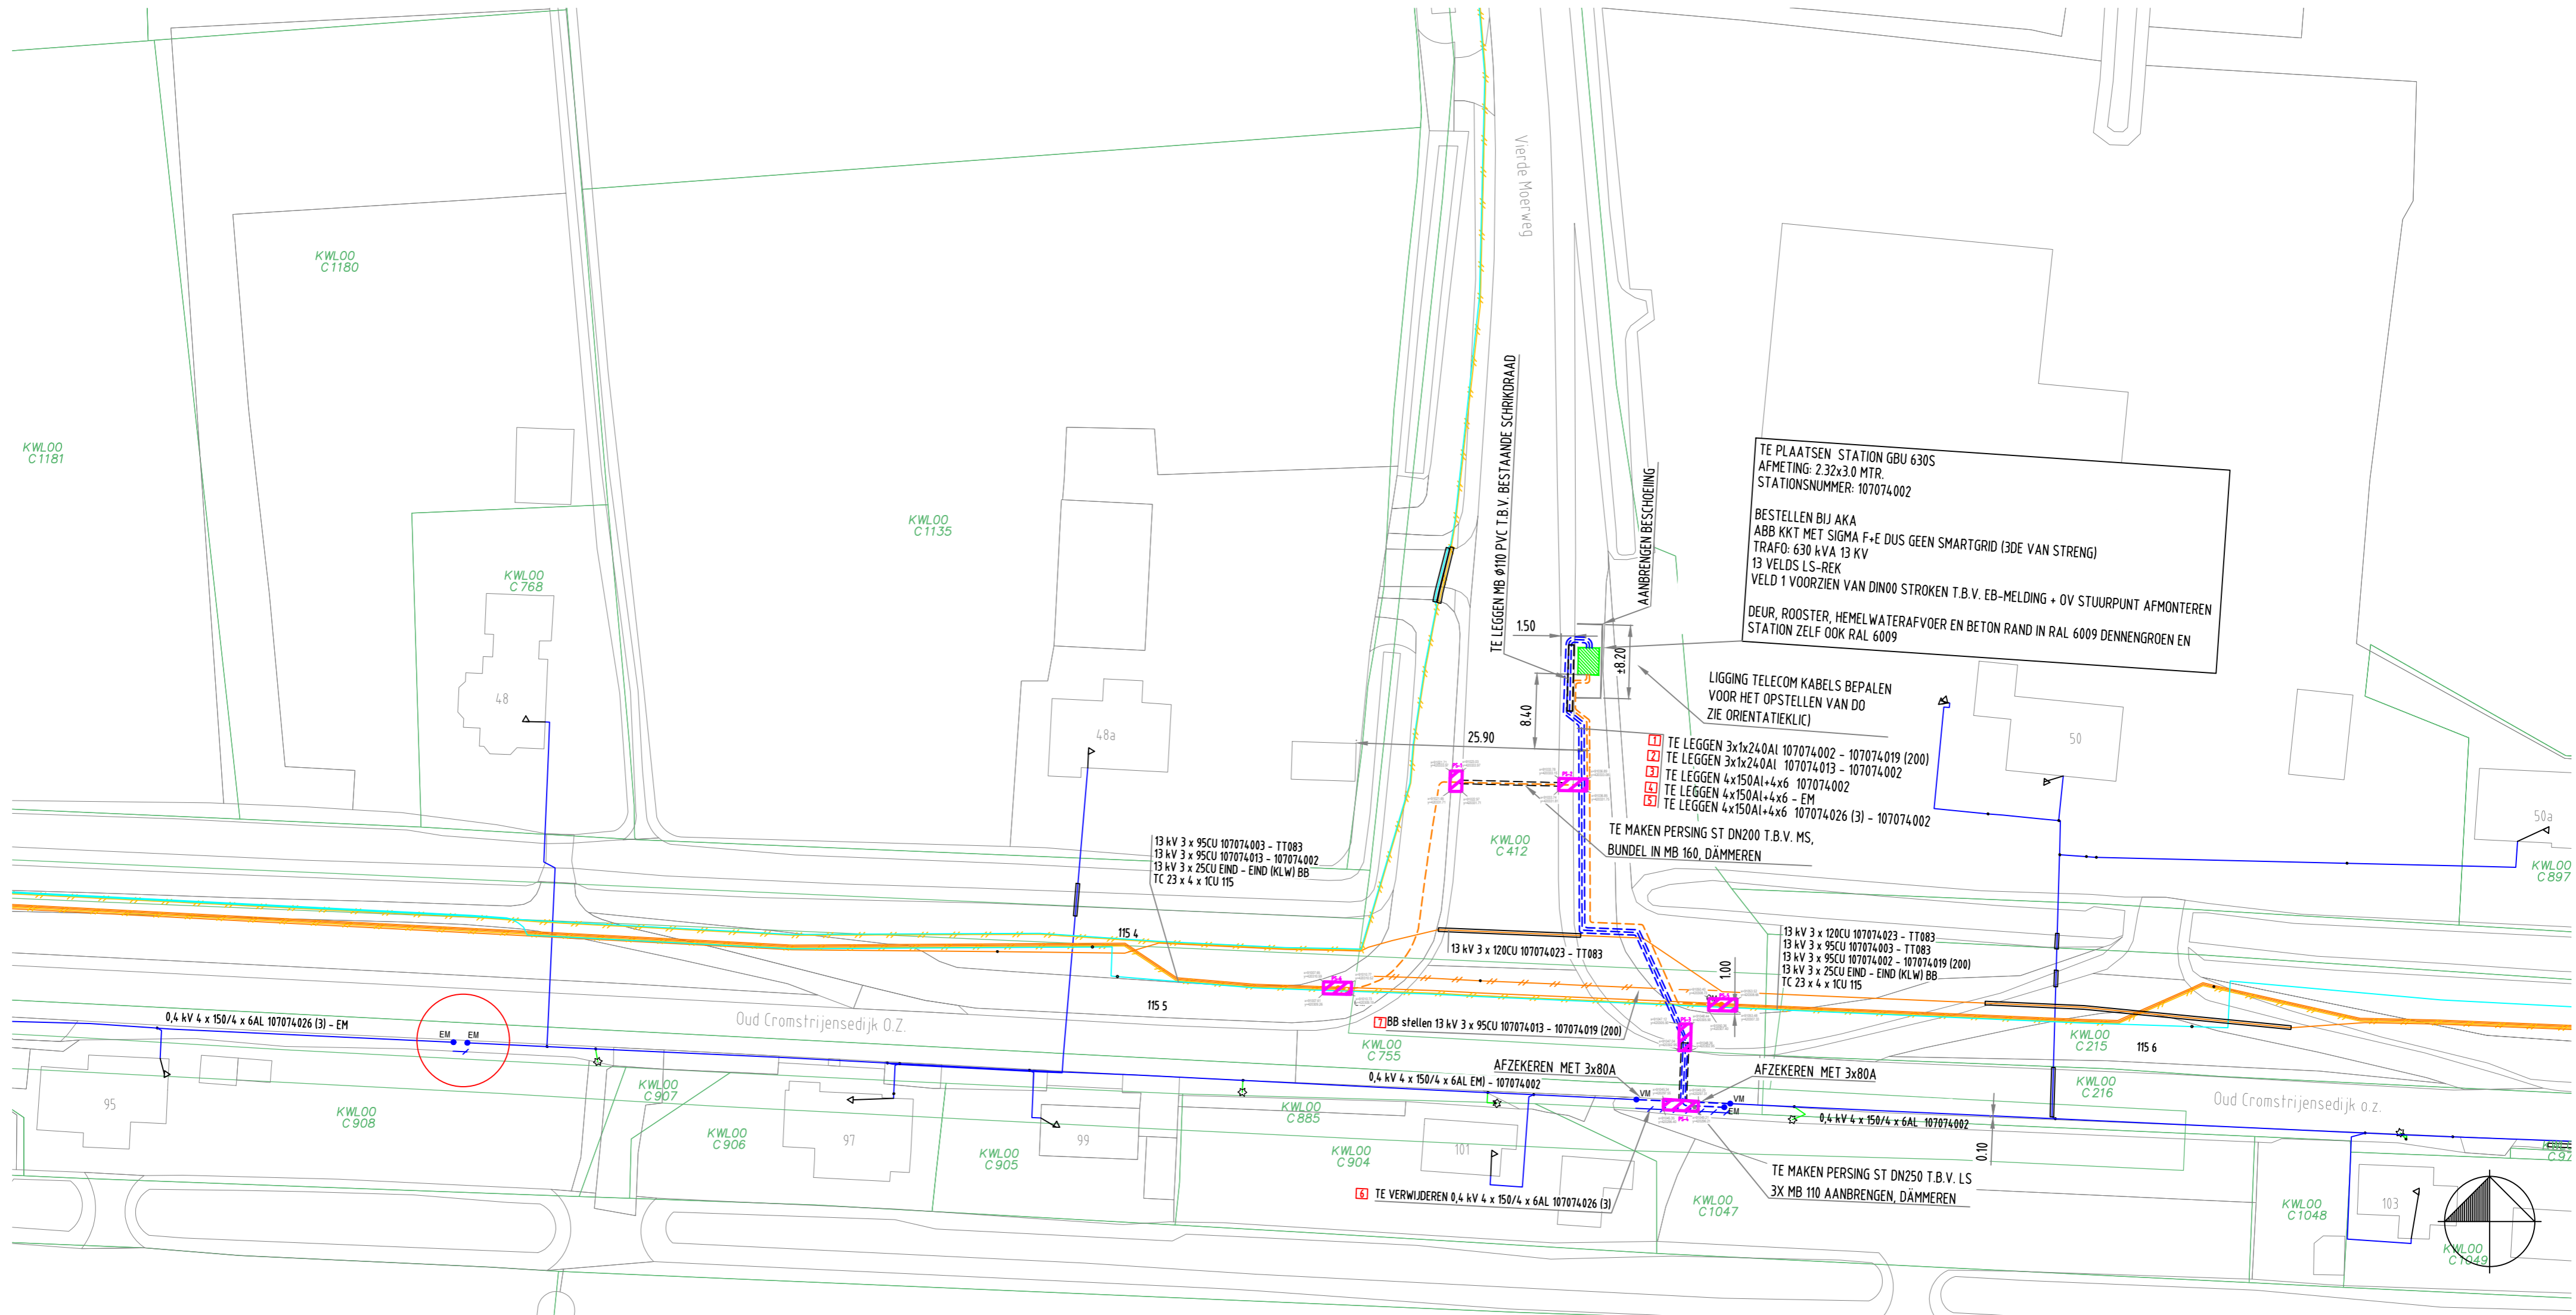 Vierde Moerweg
KWL00
C1180
KWL00
C1181
KWL00
C1135
KWL00
C768
48
48a
TE LEGGEN MB ø110 PVC T.B.V. BESTAANDE SCHRIKDRAAD
AANBRENGEN BESCHOEIING
TE PLAATSEN STATION GBU 630S
AFMETING: 2.32x3.0 MTR.
STATIONSNUMMER: 107074002
BESTELLEN BIJ AKA
ABB KKT MET SIGMA F+E DUS GEEN SMARTGRID (3DE VAN STRENG)
TRAFO: 630 kVA 13 KV
13 VELDS LS-REK
VELD 1 VOORZIEN VAN DIN00 STROKEN T.B.V. EB-MELDING + OV STUURPUNT AFMONTEREN
DEUR, ROOSTER, HEMELWATERAFVOER EN BETON RAND IN RAL 6009 DENNENGROEN EN
STATION ZELF OOK RAL 6009
1.50
±8.20
8.40
25.90
LIGGING TELECOM KABELS BEPALEN
VOOR HET OPSTELLEN VAN DO
ZIE ORIENTATIEKLIC)
1 TE LEGGEN 3x1x240Al 107074002 - 107074019 (200)
2 TE LEGGEN 3x1x240Al 107074013 - 107074002
3 TE LEGGEN 4x150Al+4x6 107074002
4 TE LEGGEN 4x150Al+4x6 - EM
5 TE LEGGEN 4x150Al+4x6 107074026 (3) - 107074002
50
50a
KWL00
C897
PS-1
PS-2
KWL00
C412
TE MAKEN PERSING ST DN200 T.B.V. MS,
BUNDEL IN MB 160, DÄMMEREN
13 kV 3 x 95CU 107074003 - TT083
13 kV 3 x 95CU 107074013 - 107074002
13 kV 3 x 25CU EIND - EIND (KLW) BB
TC 23 x 4 x 1CU 115
115 4
13 kV 3 x 120CU 107074023 - TT083
13 kV 3 x 120CU 107074023 - TT083
13 kV 3 x 95CU 107074003 - TT083
13 kV 3 x 95CU 107074002 - 107074019 (200)
13 kV 3 x 25CU EIND - EIND (KLW) BB
TC 23 x 4 x 1CU 115
1.00
PS-6
115 5
PS-3
0,4 kV 4 x 150/4 x 6AL 107074026 (3) - EM
EM EM
Oud Cromstrijensedijk O.Z.
7 BB stellen 13 kV 3 x 95CU 107074013 - 107074019 (200)
KWL00
C755
KWL00
C215
115 6
AFZEKEREN MET 3x80A
AFZEKEREN MET 3x80A
0,4 kV 4 x 150/4 x 6AL EM) - 107074002
VM
VM
EM
PS-4
KWL00
C216
Oud Cromstrijensedijk o.z.
0,4 kV 4 x 150/4 x 6AL 107074002
0.10
95
KWL00
C908
KWL00
C907
KWL00
C906
97
99
KWL00
C905
KWL00
C885
KWL00
C904
101
6 TE VERWIJDEREN 0,4 kV 4 x 150/4 x 6AL 107074026 (3)
KWL00
C1047
TE MAKEN PERSING ST DN250 T.B.V. LS
3X MB 110 AANBRENGEN, DÄMMEREN
KWL00
C1048
103
KWL00
C1049